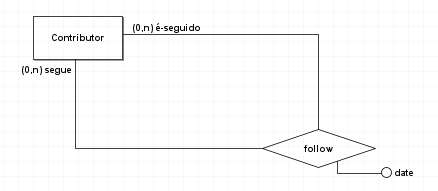 Contributor
(0,n) é-seguido
(0,n) segue
follow
date